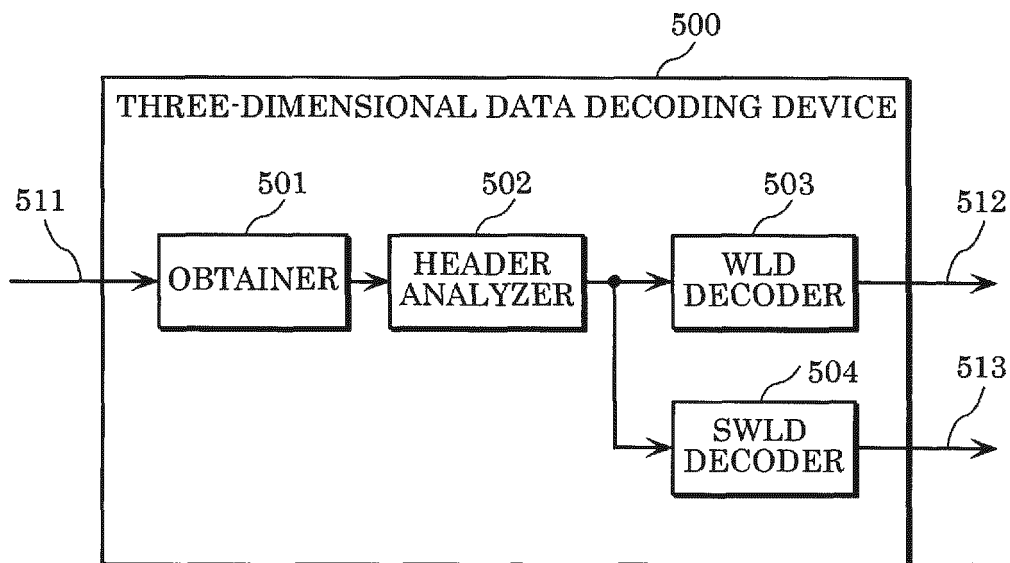 500
THREE-DIMENSIONAL DATA DECODING DEVICE
501
502
503
511
512
OBTAINER
HEADER
ANALYZER
WLD
DECODER
504
513
SWLD
DECODER